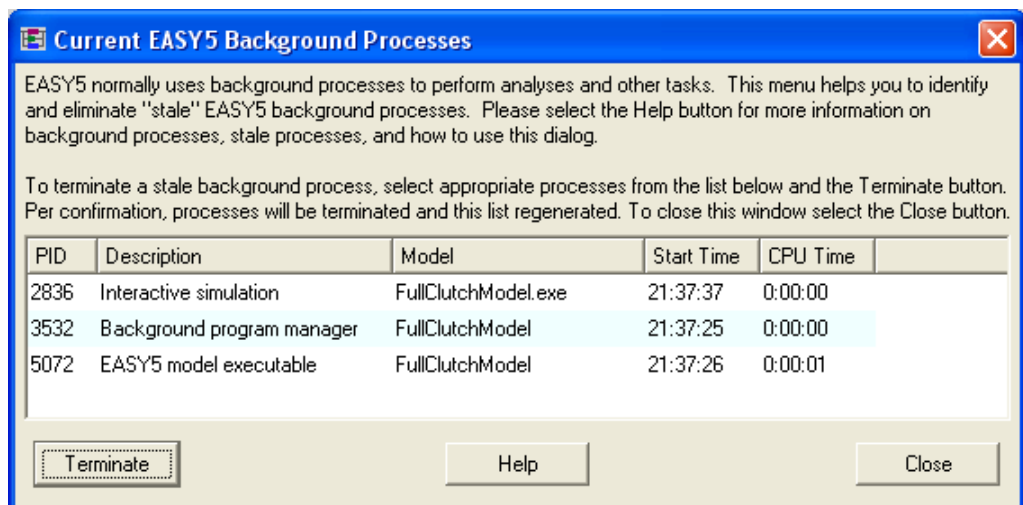 Current EASY5 Background Processes
EASY5 normally uses background processes to perform analyses and other tasks.  This menu helps you to identify
and eliminate "stale" EASY5 background processes.  Please select the Help button for more information on
background processes, stale processes, and how to use this dialog.
To terminate a stale background process, select appropriate processes from the list below and the Terminate button.
Per confirmation, processes will be terminated and this list regenerated. To close this window select the Close button.
PID Description Model Start Time CPU Time
2836 Interactive simulation FullClutchModel.exe 21:37:37 0:00:00
3532 Background program manager FullClutchModel 21:37:25 0:00:00
5072 EASY5 model executable FullClutchModel 21:37:26 0:00:01
Terminate Help Close